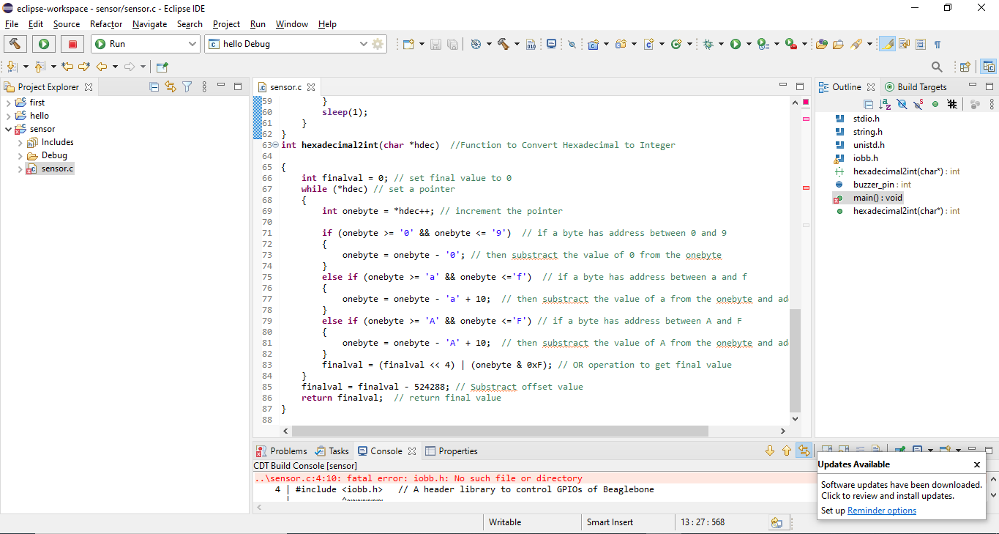 eclipse-workspace - sensor/sensor.c - Eclipse IDE
File Edit Source Refactor Navigate Search Project Run Window Help
Run hello Debug
Project Explorer
first
hello
sensor
Includes
Debug
sensor.c
sensor.c
59 }
60 sleep(1);
61 }
62 }
63 int hexadecimal2int(char *hdec) //Function to Convert Hexadecimal to Integer
64
65 {
66 int finalval = 0; // set final value to 0
67 while (*hdec) // set a pointer
68 {
69 int onebyte = *hdec++; // increment the pointer
70
71 if (onebyte >= '0' && onebyte <= '9') // if a byte has address between 0 and 9
72 {
73 onebyte = onebyte - '0'; // then substract the value of 0 from the onebyte
74 }
75 else if (onebyte >= 'a' && onebyte <='f') // if a byte has address between a and f
76 {
77 onebyte = onebyte - 'a' + 10; // then substract the value of a from the onebyte and ad
78 }
79 else if (onebyte >= 'A' && onebyte <='F') // if a byte has address between A and F
80 {
81 onebyte = onebyte - 'A' + 10; // then substract the value of A from the onebyte and ad
82 }
83 finalval = (finalval << 4) | (onebyte & 0xF); // OR operation to get final value
84 }
85 finalval = finalval - 524288; // Substract offset value
86 return finalval; // return final value
87 }
88
Outline Build Targets
stdio.h
string.h
unistd.h
iobb.h
hexadecimal2int(char*) : int
buzzer_pin : int
main() : void
hexadecimal2int(char*) : int
Problems Tasks Console Properties
CDT Build Console [sensor]
..\sensor.c:4:10: fatal error: iobb.h: No such file or directory
4 | #include <iobb.h> // A header library to control GPIOs of Beaglebone
| ^~~~~~~~
Updates Available
Software updates have been downloaded.
Click to review and install updates.
Set up Reminder options
Writable Smart Insert 13 : 27 : 568